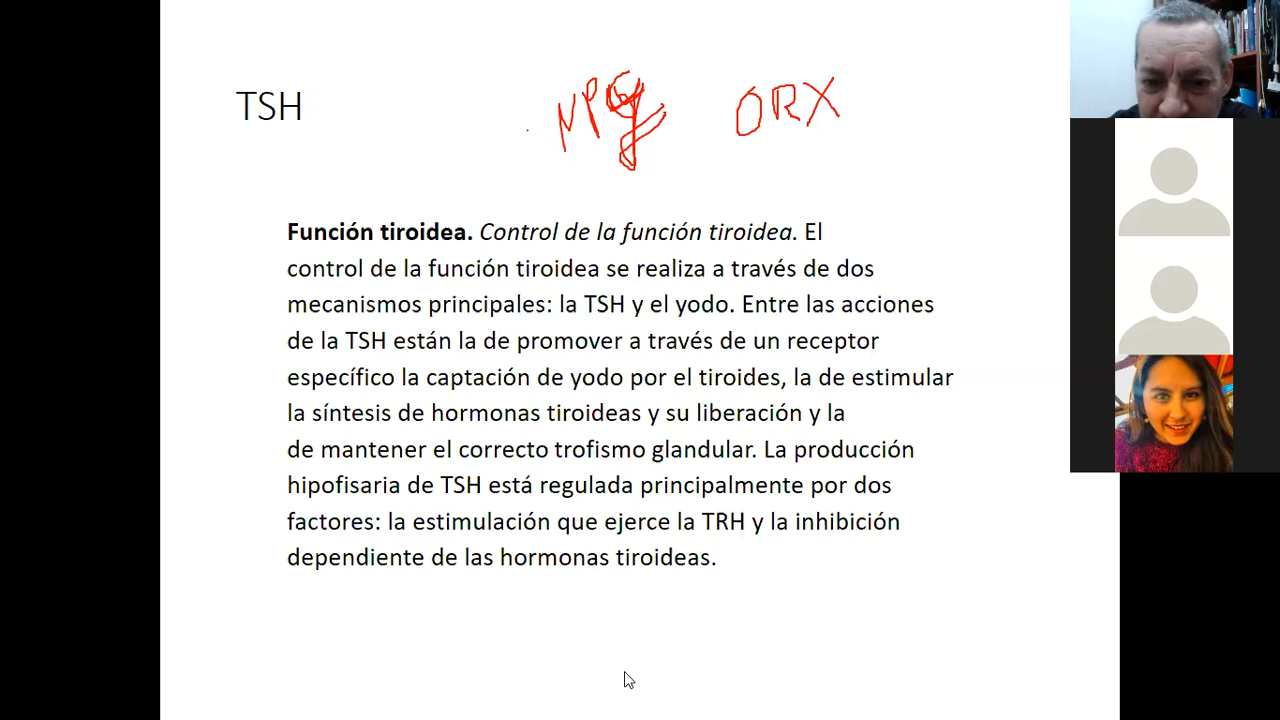 TSH
ORX
Función tiroidea. Control de la función tiroidea. El
control de la función tiroidea se realiza a través de dos
mecanismos principales: la TSH y el yodo. Entre las acciones
de la TSH están la de promover a través de un receptor
específico la captación de yodo por el tiroides, la de estimular
la síntesis de hormonas tiroideas y su liberación y la
de mantener el correcto trofismo glandular. La producción
hipofisaria de TSH está regulada principalmente por dos
factores: la estimulación que ejerce la TRH y la inhibición
dependiente de las hormonas tiroideas.